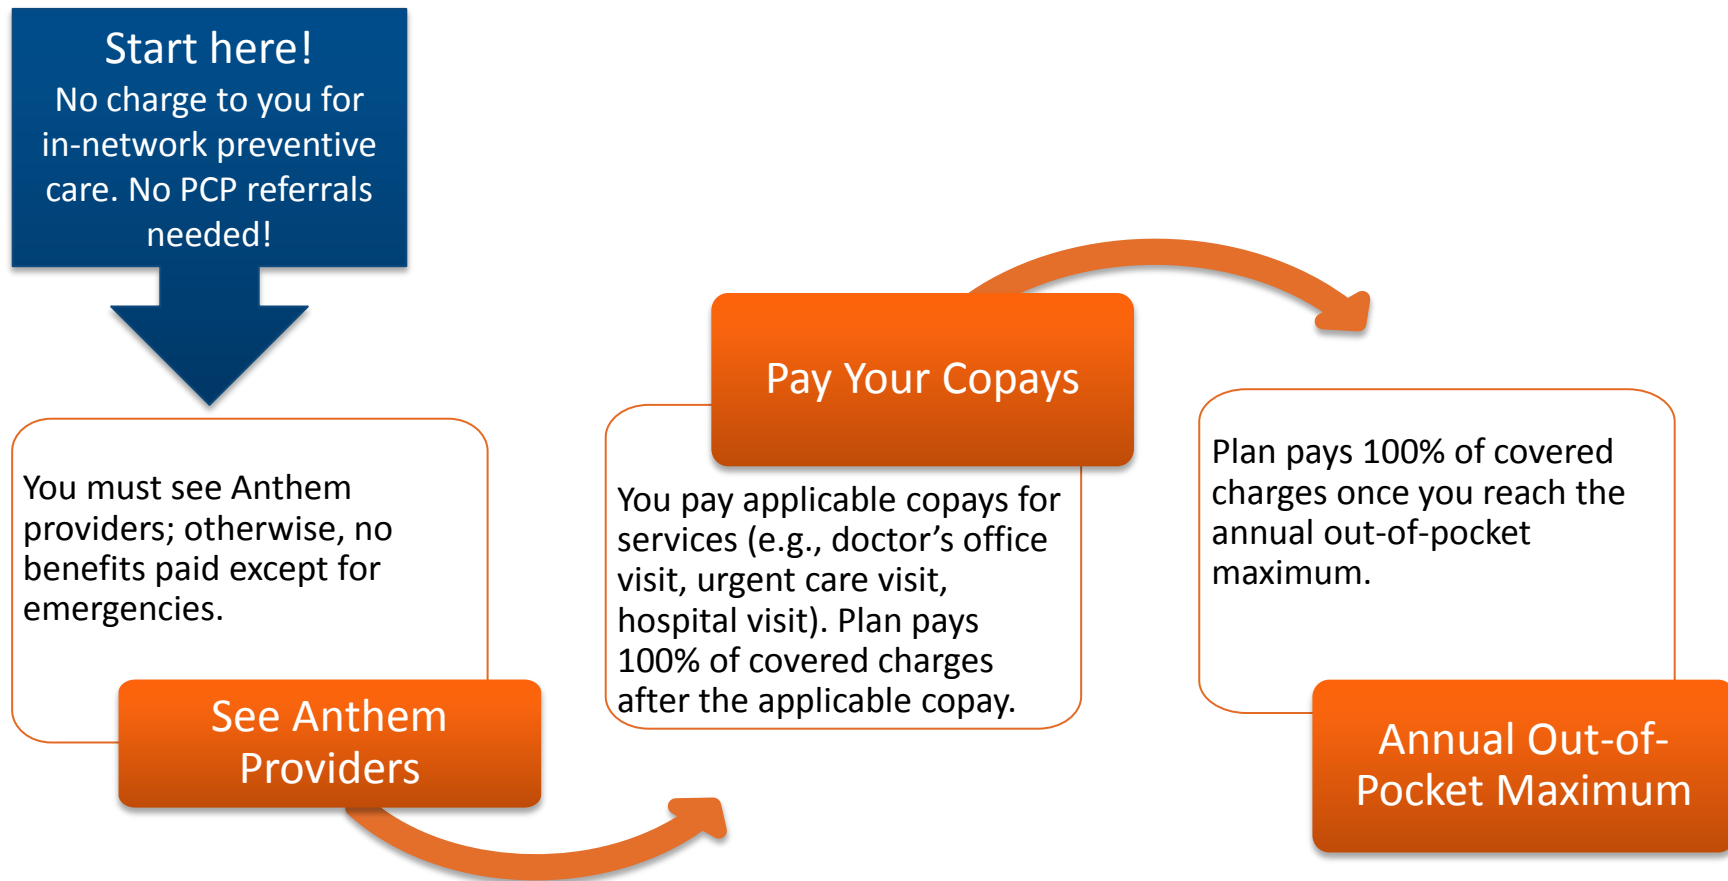 Start here!
No charge to you for
in-network preventive
care. No PCP referrals
needed!
You must see Anthem
providers; otherwise, no
benefits paid except for
emergencies.
See Anthem
Providers
Pay Your Copays
You pay applicable copays for
services (e.g., doctor’s office
visit, urgent care visit,
hospital visit). Plan pays
100% of covered charges
after the applicable copay.
Plan pays 100% of covered
charges once you reach the
annual out-of-pocket
maximum.
Annual Out-of-
Pocket Maximum